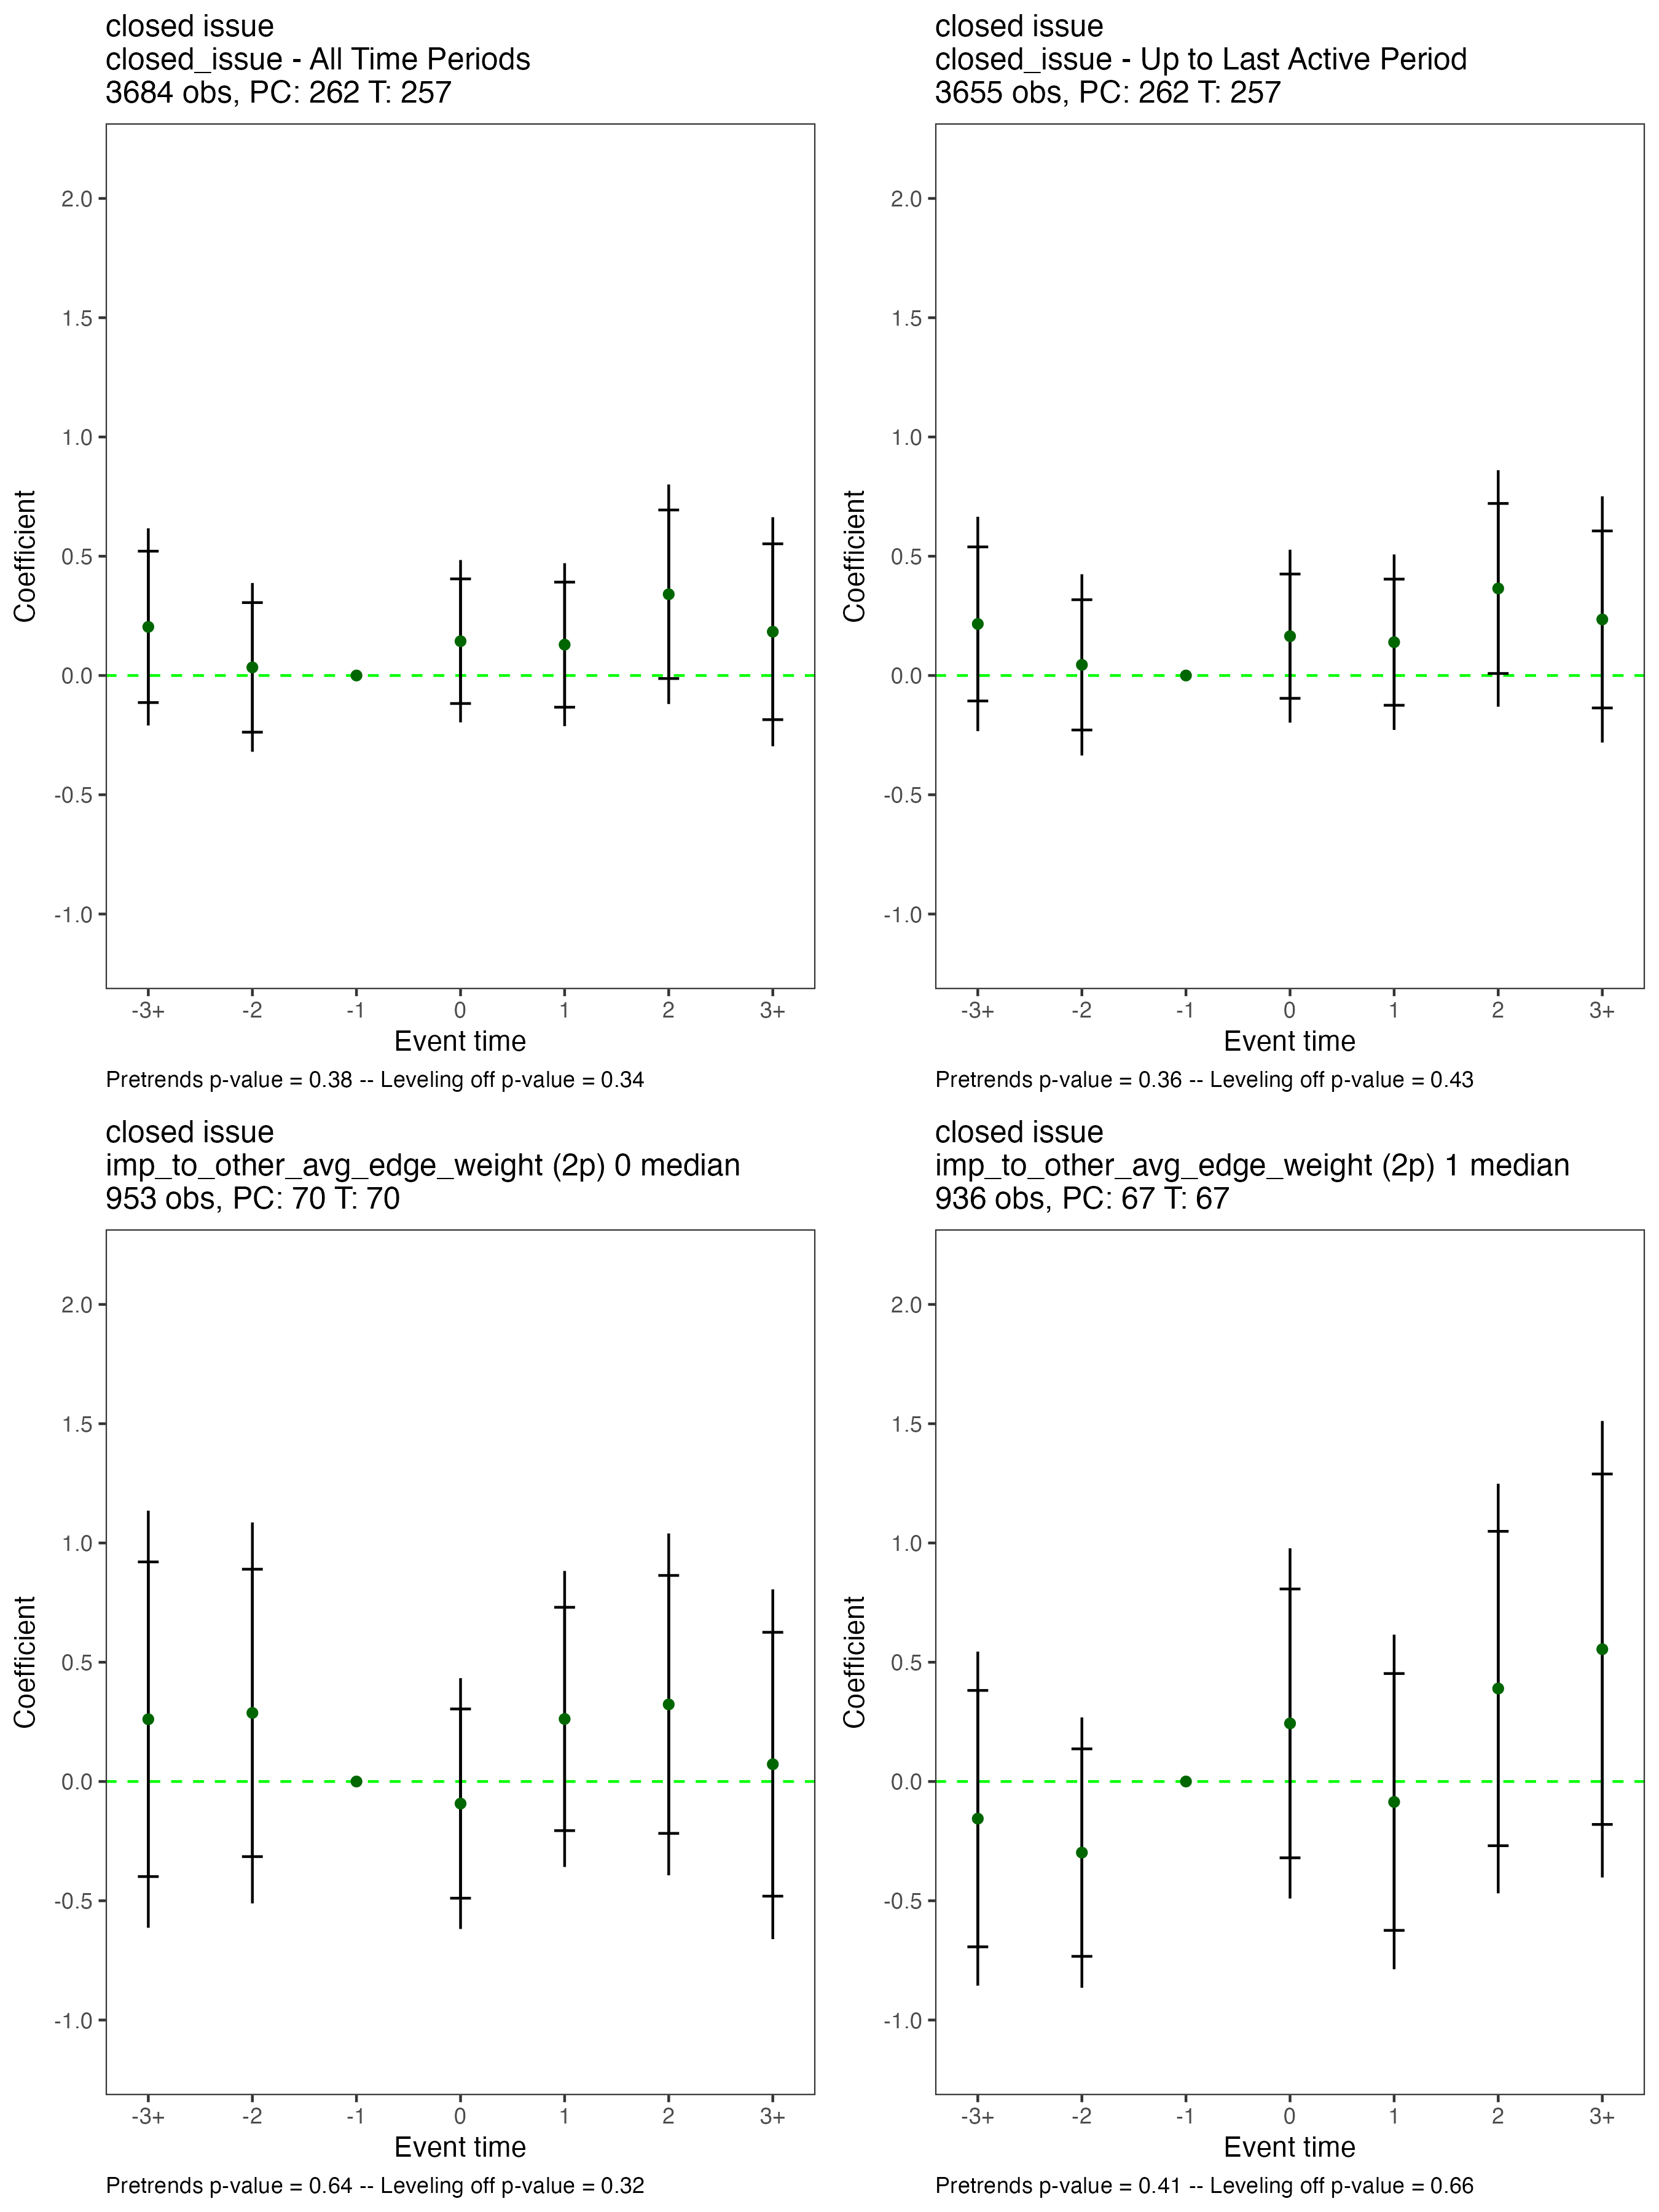 closed issue
closed_issue - All Time Periods
3684 obs, PC: 262 T: 257
Coefficient
2.0
1.5
1.0
0.5
0.0
-0.5
-1.0
-3+ -2 -1 0 1 2 3+
Event time
Pretrends p-value = 0.38 -- Leveling off p-value = 0.34
closed issue
closed_issue - Up to Last Active Period
3655 obs, PC: 262 T: 257
Coefficient
2.0
1.5
1.0
0.5
0.0
-0.5
-1.0
-3+ -2 -1 0 1 2 3+
Event time
Pretrends p-value = 0.36 -- Leveling off p-value = 0.43
closed issue
imp_to_other_avg_edge_weight (2p) 0 median
953 obs, PC: 70 T: 70
Coefficient
2.0
1.5
1.0
0.5
0.0
-0.5
-1.0
-3+ -2 -1 0 1 2 3+
Event time
Pretrends p-value = 0.64 -- Leveling off p-value = 0.32
closed issue
imp_to_other_avg_edge_weight (2p) 1 median
936 obs, PC: 67 T: 67
Coefficient
2.0
1.5
1.0
0.5
0.0
-0.5
-1.0
-3+ -2 -1 0 1 2 3+
Event time
Pretrends p-value = 0.41 -- Leveling off p-value = 0.66